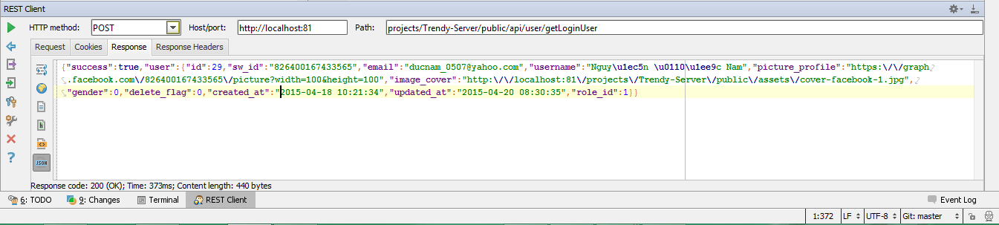 REST Client
HTTP method: POST Host/port: http://localhost:81 Path: projects/Trendy-Server/public/api/user/getLoginUser
Request Cookies Response Response Headers
{"success":true,"user":{"id":29,"sw_id":"826400167433565","email":"ducnam_0507@yahoo.com","username":"Nguy\u1ec5n \u0110\u1ee9c Nam","picture_profile":"https:\/\/graph
.facebook.com\/826400167433565\/picture?width=100&height=100","image_cover":"http:\/\/localhost:81\/projects\/Trendy-Server\/public\/assets\/cover-facebook-1.jpg",
"gender":0,"delete_flag":0,"created_at":"2015-04-18 10:21:34","updated_at":"2015-04-20 08:30:35","role_id":1}}
JSON
Response code: 200 (OK); Time: 373ms; Content length: 440 bytes
6: TODO 9: Changes Terminal REST Client Event Log
1:372 LF UTF-8 Git: master